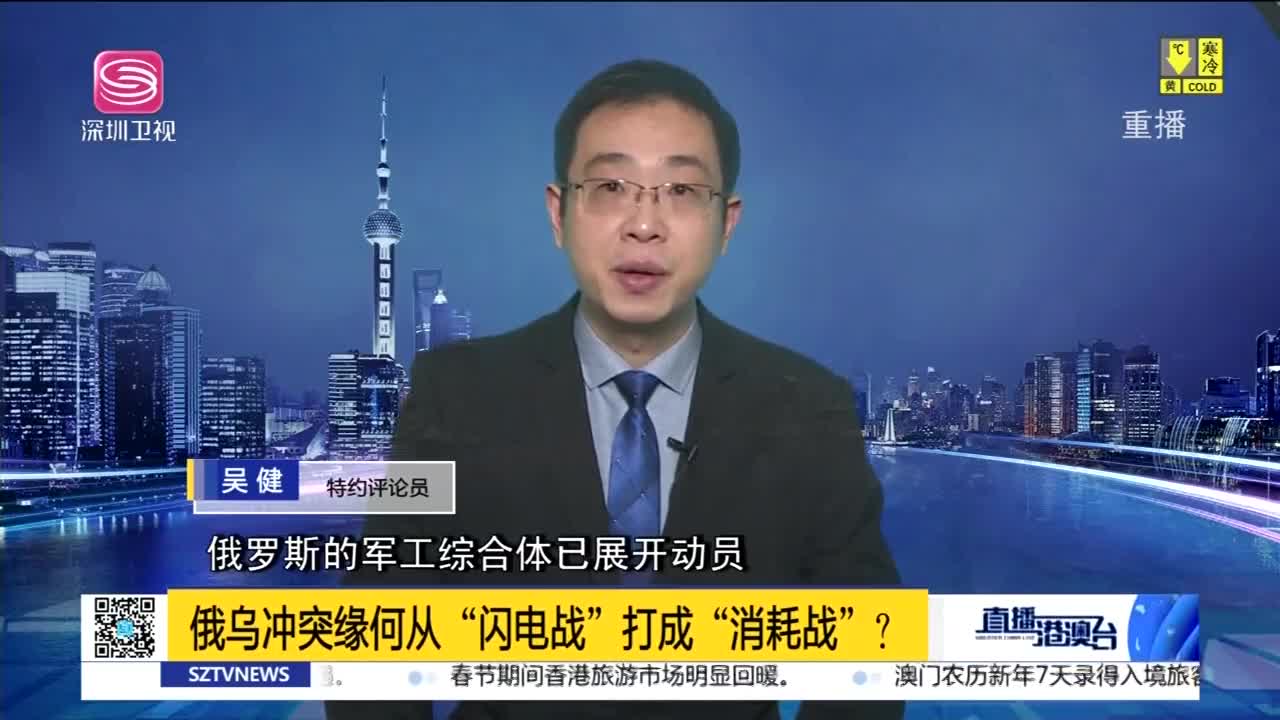 深圳卫视
℃
寒冷
黄 COLD
重播
吴健
特约评论员
俄罗斯的军工综合体已展开动员
俄乌冲突缘何从“闪电战”打成“消耗战”？
直播港澳台
SZTVNEWS
。 春节期间香港旅游市场明显回暖。 澳门农历新年7天录得入境旅客